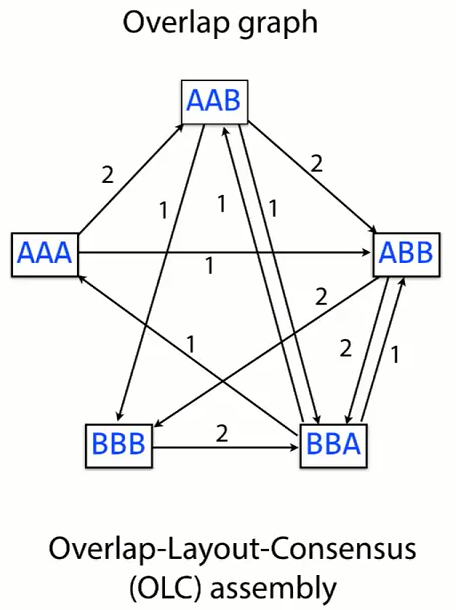 Overlap graph
AAB
2
2
1
1
1
AAA
ABB
1
2
1
2
1
BBB
2
BBA
Overlap-Layout-Consensus
(OLC) assembly